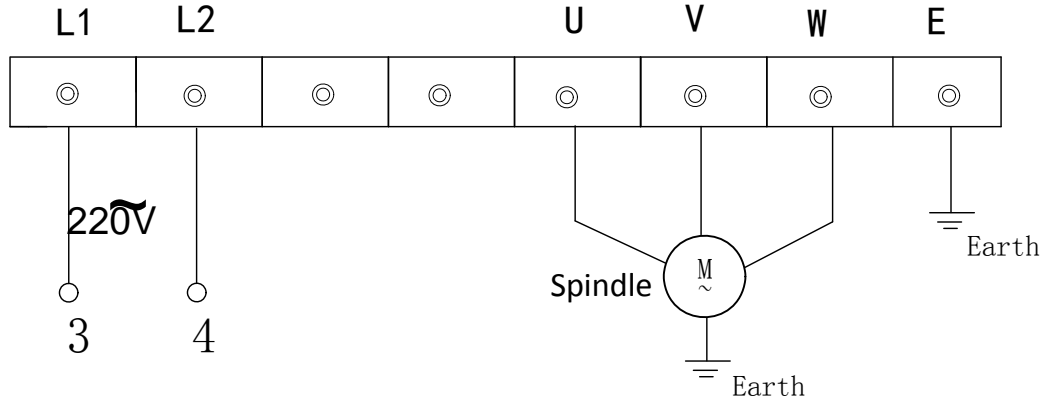 L1 L2 U V W E
220V
~
Earth
Spindle
M
~
3 4
Earth